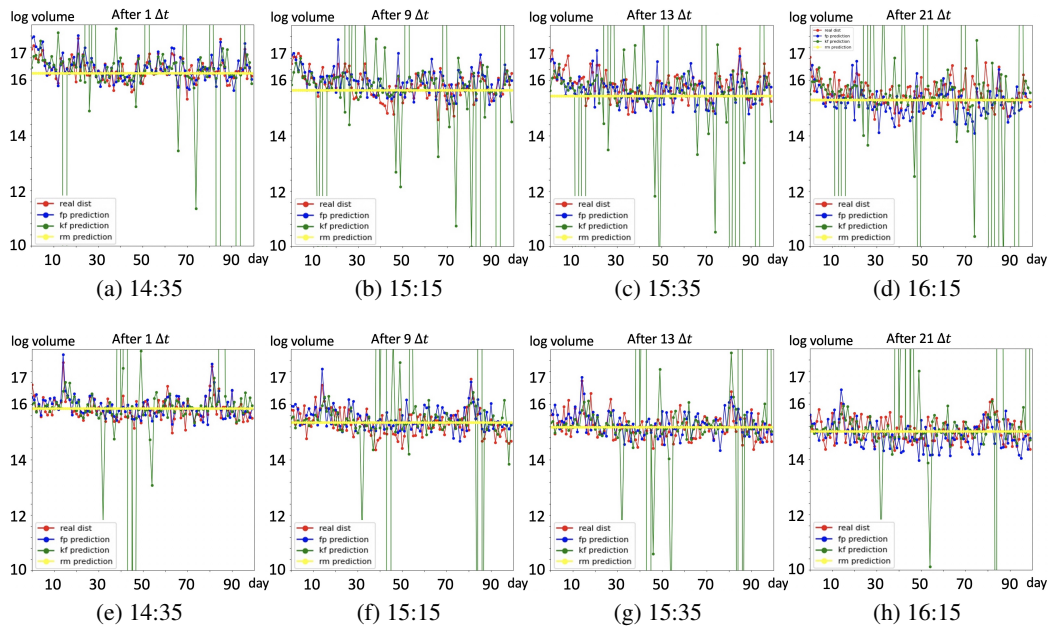 log volume After 1 Δt
17
16
14
12
10
real dist
fp prediction
kf prediction
rm prediction
10 30 50 70 90 day
(a) 14:35
log volume After 9 Δt
17
16
14
12
10
real dist
fp prediction
kf prediction
rm prediction
10 30 50 70 90 day
(b) 15:15
log volume After 13 Δt
17
16
14
12
10
real dist
fp prediction
kf prediction
rm prediction
10 30 50 70 90 day
(c) 15:35
log volume After 21 Δt
real dist
fp prediction
kf prediction
rm prediction
17
16
14
12
10
10 30 50 70 90 day
(d) 16:15
log volume After 1 Δt
17
16
14
12
10
real dist
fp prediction
kf prediction
rm prediction
10 30 50 70 90 day
(e) 14:35
log volume After 9 Δt
17
16
14
12
10
real dist
fp prediction
kf prediction
rm prediction
10 30 50 70 90 day
(f) 15:15
log volume After 13 Δt
17
16
14
12
10
real dist
fp prediction
kf prediction
rm prediction
10 30 50 70 90 day
(g) 15:35
log volume After 21 Δt
17
16
14
12
10
real dist
fp prediction
kf prediction
rm prediction
10 30 50 70 90 day
(h) 16:15